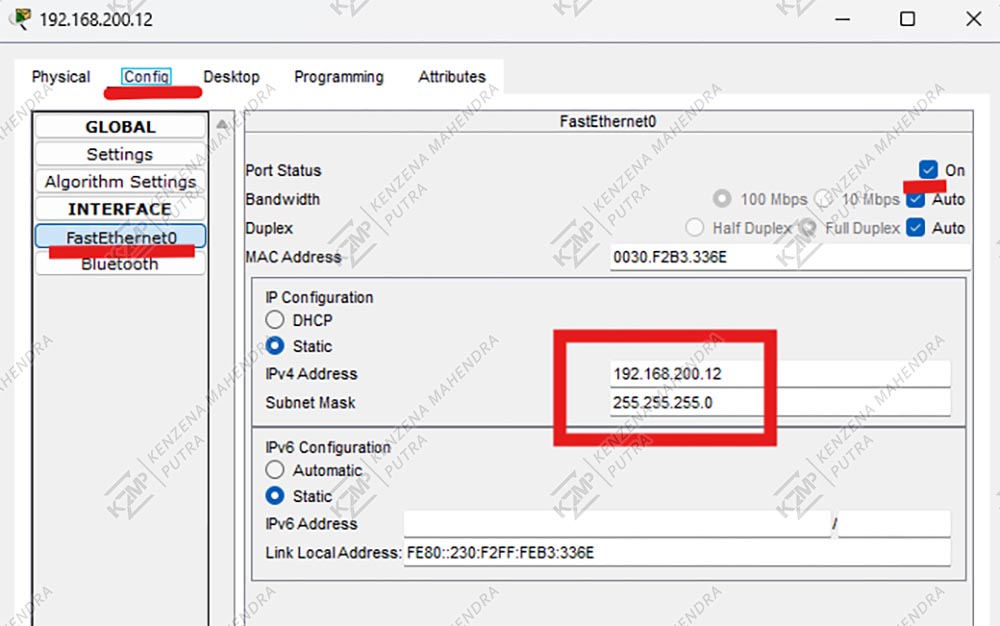 192.168.200.12
Physical Config Desktop Programming Attributes
GLOBAL
Settings
Algorithm Settings
INTERFACE
FastEthernet0
Bluetooth
FastEthernet0
Port Status On
Bandwidth 100 Mbps 10 Mbps Auto
Duplex Half Duplex Full Duplex Auto
MAC Address 0030.F2B3.336E
IP Configuration
DHCP
Static
IPv4 Address 192.168.200.12
Subnet Mask 255.255.255.0
IPv6 Configuration
Automatic
Static
IPv6 Address /
Link Local Address: FE80::230:F2FF:FEB3:336E
KZMP KENZENA MAHENDRA PUTRA